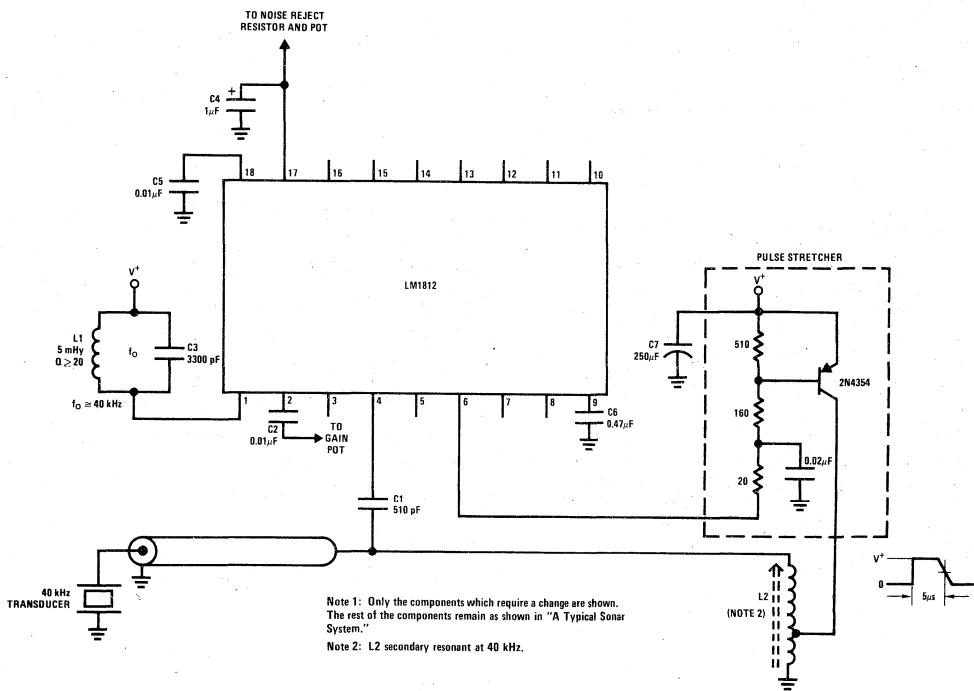 TO NOISE REJECT
RESISTOR AND POT
+
C4
1µF
C5
0.01µF
18
17
16
15
14
13
12
11
10
LM1812
V+
L1
5 mHy
Q ≥ 20
fO
C3
3300 pF
fO ≅ 40 kHz
1
2
3
4
5
6
7
8
9
C2
0.01µF
TO
GAIN
POT
C6
0.47µF
C1
510 pF
PULSE STRETCHER
V+
C7
250µF
510
2N4354
160
0.02µF
20
40 kHz
TRANSDUCER
L2
(NOTE 2)
V+
0
5µs
Note 1: Only the components which require a change are shown.
The rest of the components remain as shown in "A Typical Sonar
System."
Note 2: L2 secondary resonant at 40 kHz.